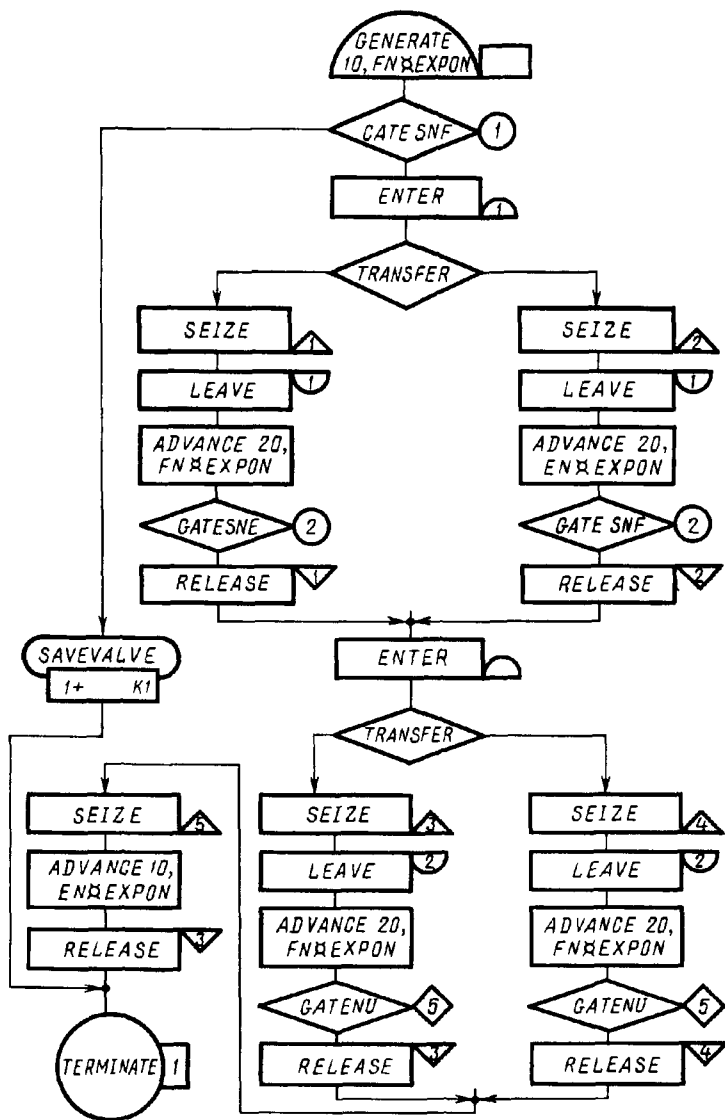 GENERATE
10, FN¤EXPON
CATE SNF 1
ENTER
1
TRANSFER
SEIZE 1
SEIZE 2
LEAVE 1
LEAVE 1
ADVANCE 20,
FN¤EXPON
ADVANCE 20,
EN¤EXPON
GATESNE 2
GATE SNF 2
RELEASE 1
RELEASE 2
SAVEVALVE
1+ K1
ENTER
TRANSFER
SEIZE 5
SEIZE 3
SEIZE 4
ADVANCE 10,
EN¤EXPON
LEAVE 2
LEAVE 2
RELEASE 3
ADVANCE 20,
FN¤EXPON
ADVANCE 20,
FN¤EXPON
GATENU 5
GATENU 5
TERMINATE 1
RELEASE 3
RELEASE 4